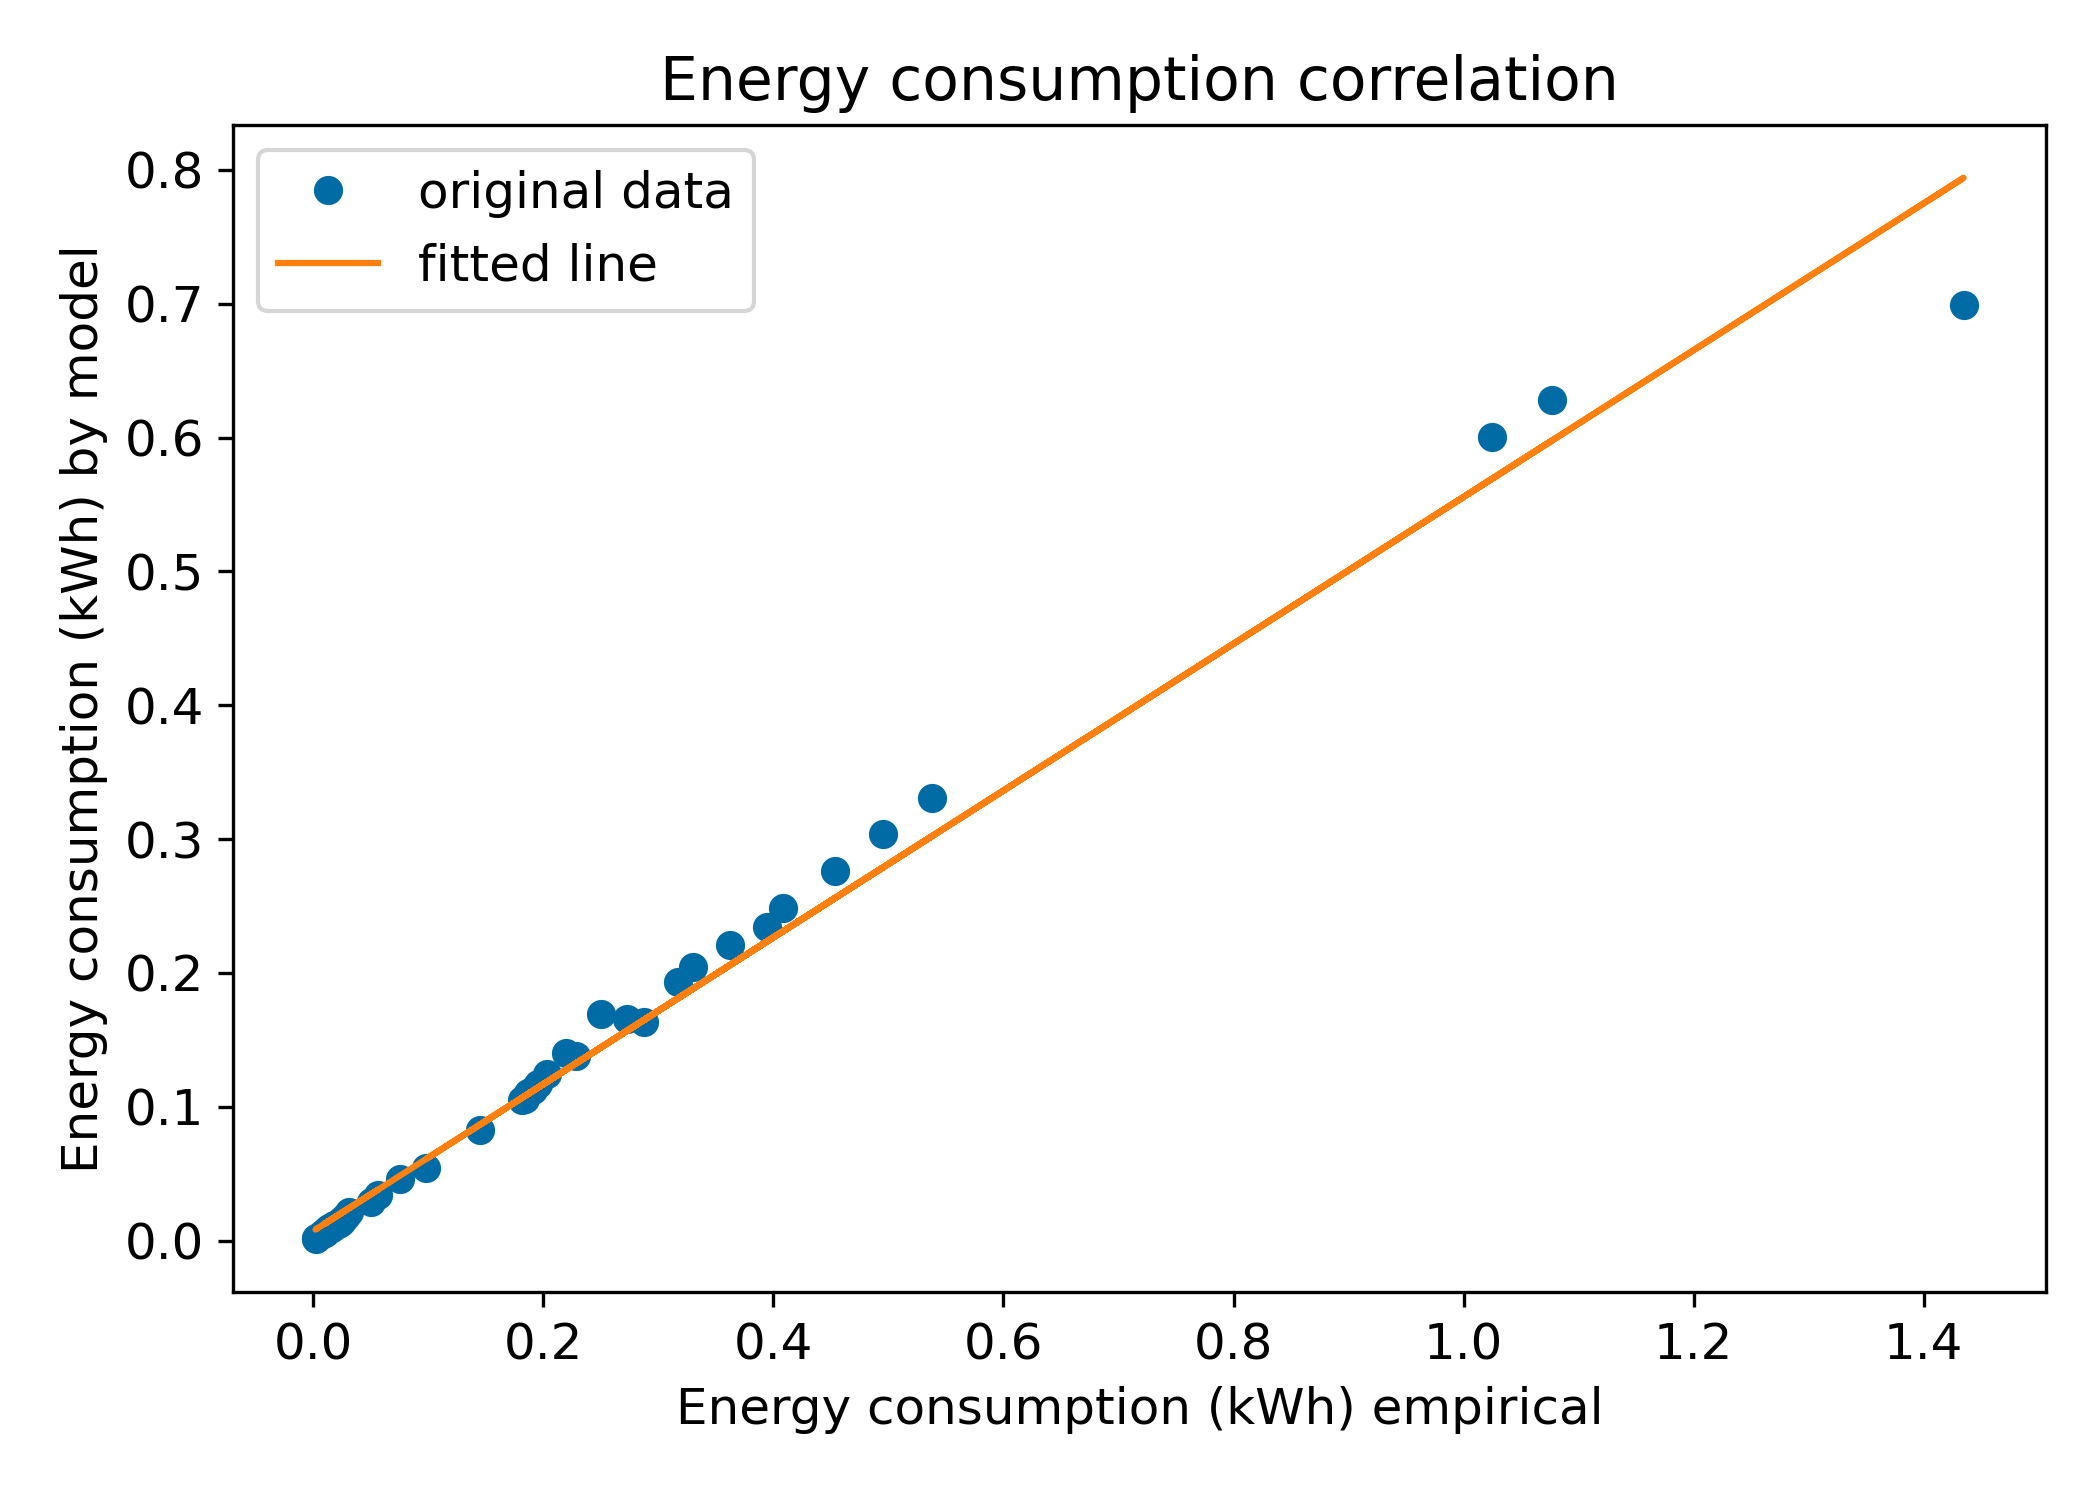 Energy consumption correlation
original data
fitted line
Energy consumption (kWh) by model
0.8
0.7
0.6
0.5
0.4
0.3
0.2
0.1
0.0
0.0 0.2 0.4 0.6 0.8 1.0 1.2 1.4
Energy consumption (kWh) empirical